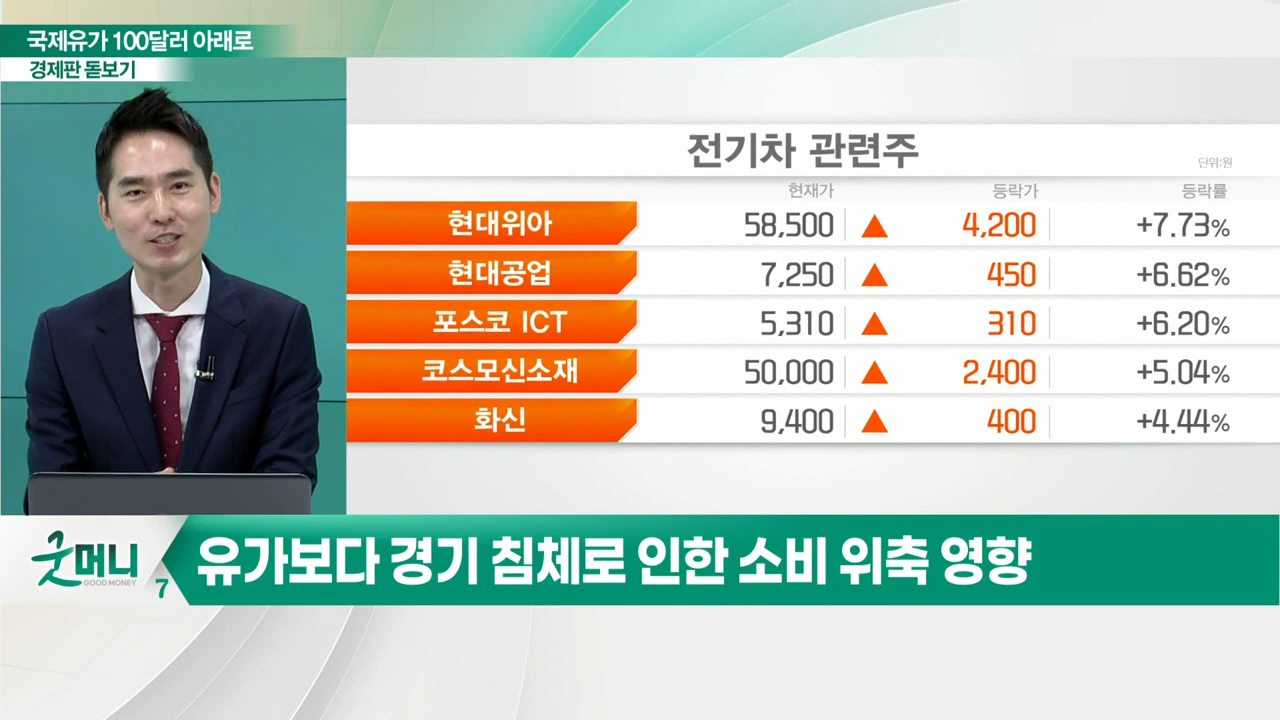 국제유가 100달러 아래로
경제판 돋보기
전기차 관련주
단위:원
현재가 등락가 등락률
현대위아 58,500 ▲ 4,200 +7.73%
현대공업 7,250 ▲ 450 +6.62%
포스코 ICT 5,310 ▲ 310 +6.20%
코스모신소재 50,000 ▲ 2,400 +5.04%
화신 9,400 ▲ 400 +4.44%
굿머니
GOOD MONEY
7
유가보다 경기 침체로 인한 소비 위축 영향